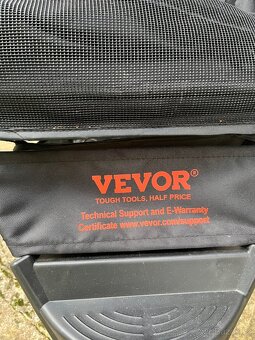 VEVOR®
TOUGH TOOLS, HALF PRICE
Technical Support and E-Warranty
Certificate www.vevor.com/support